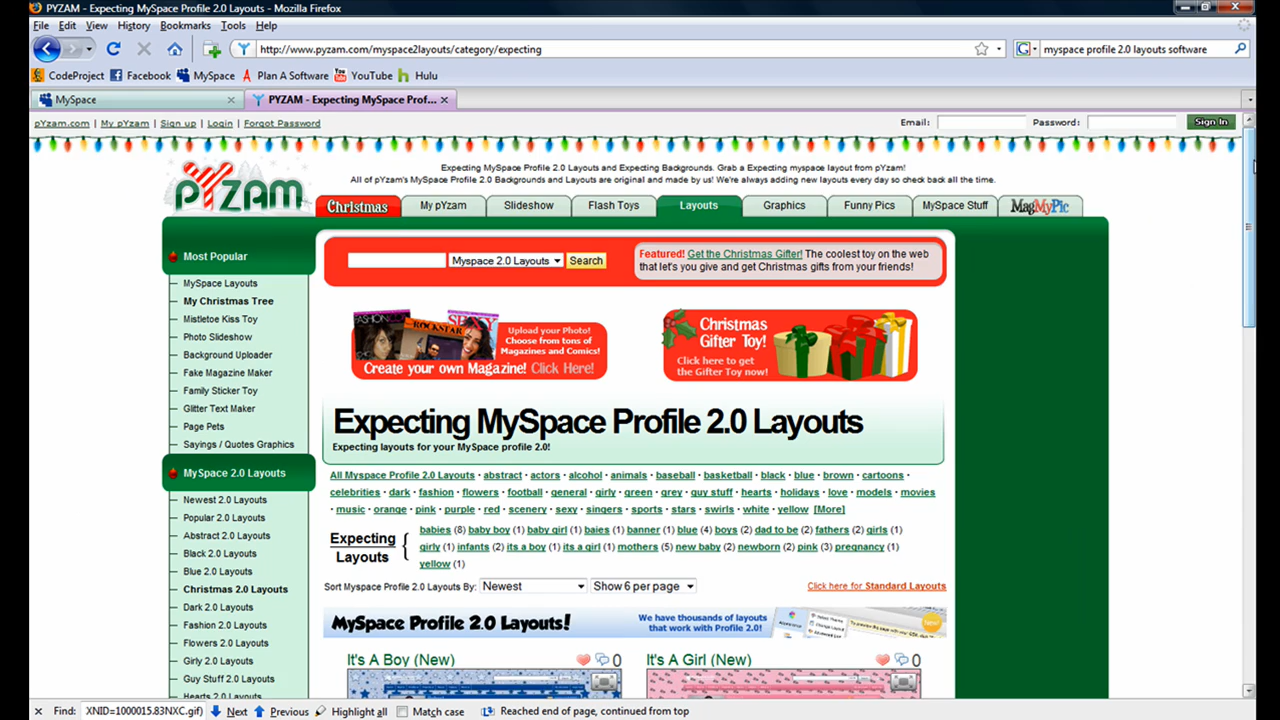 PYZAM - Expecting MySpace Profile 2.0 Layouts - Mozilla Firefox
File Edit View History Bookmarks Tools Help
http://www.pyzam.com/myspace2layouts/category/expecting
myspace profile 2.0 layouts software
CodeProject Facebook MySpace Plan A Software YouTube Hulu
MySpace
PYZAM - Expecting MySpace Prof...
pYzam.com | My pYzam | Sign up | Login | Forgot Password
Email: Password: Sign In
Expecting MySpace Profile 2.0 Layouts and Expecting Backgrounds. Grab a Expecting myspace layout from pYzam!
All of pYzam's MySpace Profile 2.0 Backgrounds and Layouts are original and made by us! We're always adding new layouts every day so check back all the time.
pYZAM
Christmas My pYzam Slideshow Flash Toys Layouts Graphics Funny Pics MySpace Stuff MagMyPic
Most Popular
MySpace Layouts
My Christmas Tree
Mistletoe Kiss Toy
Photo Slideshow
Background Uploader
Fake Magazine Maker
Family Sticker Toy
Glitter Text Maker
Page Pets
Sayings / Quotes Graphics
MySpace 2.0 Layouts
Newest 2.0 Layouts
Popular 2.0 Layouts
Abstract 2.0 Layouts
Black 2.0 Layouts
Blue 2.0 Layouts
Christmas 2.0 Layouts
Dark 2.0 Layouts
Fashion 2.0 Layouts
Flowers 2.0 Layouts
Girly 2.0 Layouts
Guy Stuff 2.0 Layouts
Hearts 2.0 Layouts
Myspace 2.0 Layouts Search
Featured! Get the Christmas Gifter! The coolest toy on the web
that let's you give and get Christmas gifts from your friends!
FASHION
ROCKSTAR
SEXY
Upload your Photo!
Choose from tons of
Magazines and Comics!
Create your own Magazine! Click Here!
Christmas
Gifter Toy!
Click here to get
the Gifter Toy now!
Expecting MySpace Profile 2.0 Layouts
Expecting layouts for your MySpace profile 2.0!
All Myspace Profile 2.0 Layouts · abstract · actors · alcohol · animals · baseball · basketball · black · blue · brown · cartoons ·
celebrities · dark · fashion · flowers · football · general · girly · green · grey · guy stuff · hearts · holidays · love · models · movies
· music · orange · pink · purple · red · scenery · sexy · singers · sports · stars · swirls · white · yellow [More]
Expecting
Layouts
babies (8) baby boy (1) baby girl (1) baies (1) banner (1) blue (4) boys (2) dad to be (2) fathers (2) girls (1)
girly (1) infants (2) its a boy (1) its a girl (1) mothers (5) new baby (2) newborn (2) pink (3) pregnancy (1)
yellow (1)
Sort Myspace Profile 2.0 Layouts By: Newest Show 6 per page Click here for Standard Layouts
MySpace Profile 2.0 Layouts!
We have thousands of layouts
that work with Profile 2.0!
It's A Boy (New) 0
It's A Girl (New) 0
Find: XNID=1000015.83NXC.gif) Next Previous Highlight all Match case Reached end of page, continued from top